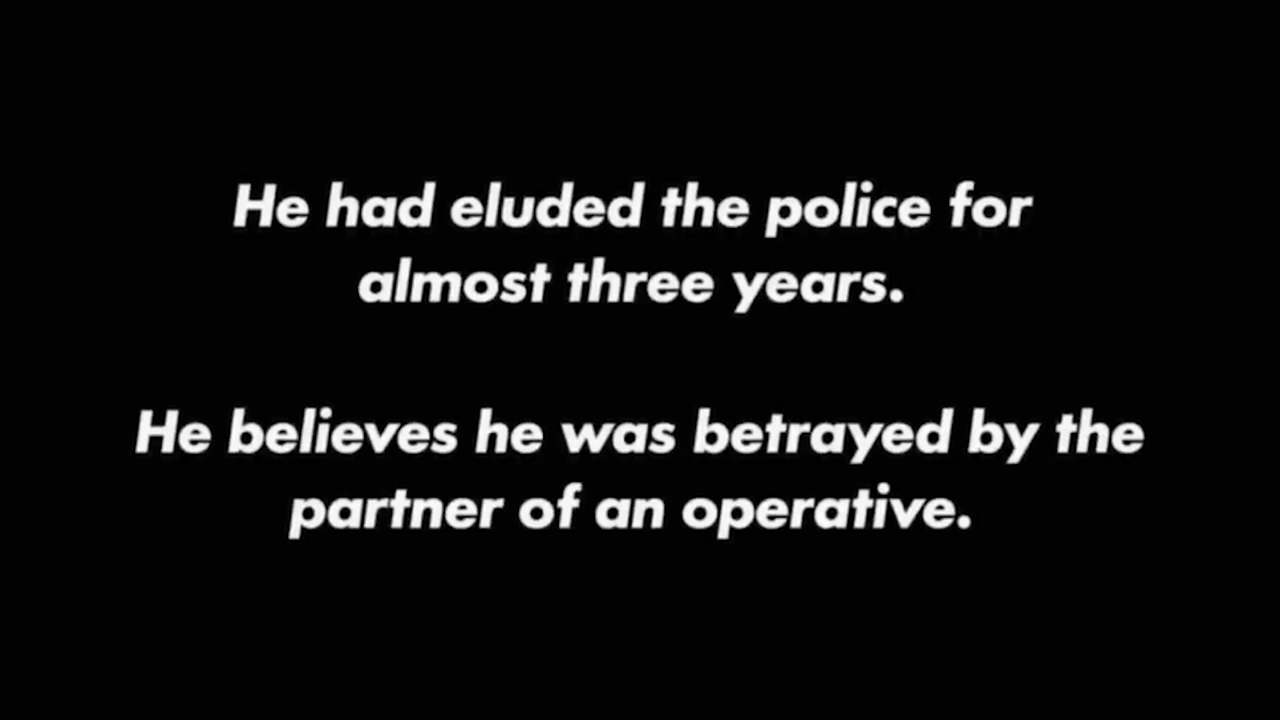 He had eluded the police for
almost three years.
He believes he was betrayed by the
partner of an operative.